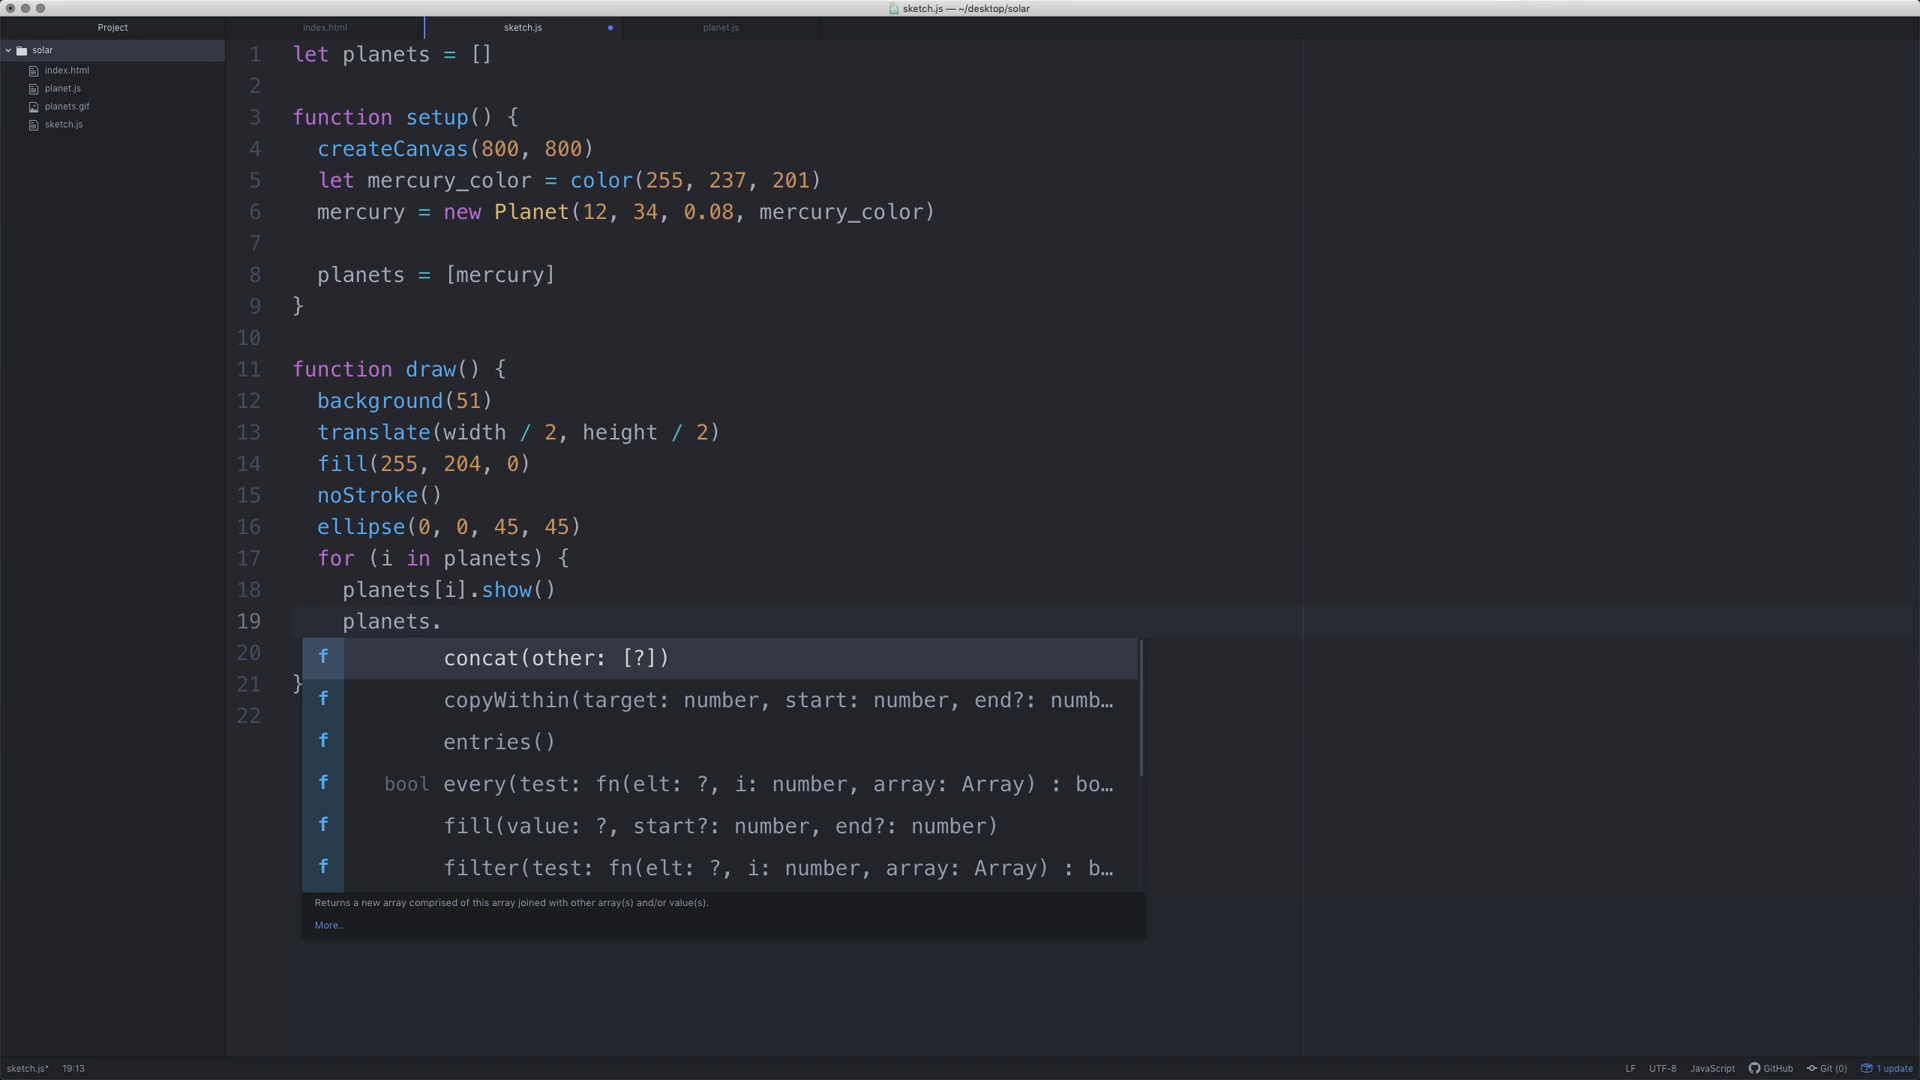 sketch.js — ~/desktop/solar
Project
index.html
sketch.js
planet.js
solar
index.html
planet.js
planets.gif
sketch.js
1 let planets = []
2
3 function setup() {
4 createCanvas(800, 800)
5 let mercury_color = color(255, 237, 201)
6 mercury = new Planet(12, 34, 0.08, mercury_color)
7
8 planets = [mercury]
9 }
10
11 function draw() {
12 background(51)
13 translate(width / 2, height / 2)
14 fill(255, 204, 0)
15 noStroke()
16 ellipse(0, 0, 45, 45)
17 for (i in planets) {
18 planets[i].show()
19 planets.
20
21 }
22
f concat(other: [?])
f copyWithin(target: number, start: number, end?: numb…
f entries()
f bool every(test: fn(elt: ?, i: number, array: Array) : bo…
f fill(value: ?, start?: number, end?: number)
f filter(test: fn(elt: ?, i: number, array: Array) : b…
Returns a new array comprised of this array joined with other array(s) and/or value(s).
More..
sketch.js* 19:13 LF UTF-8 JavaScript GitHub Git (0) 1 update